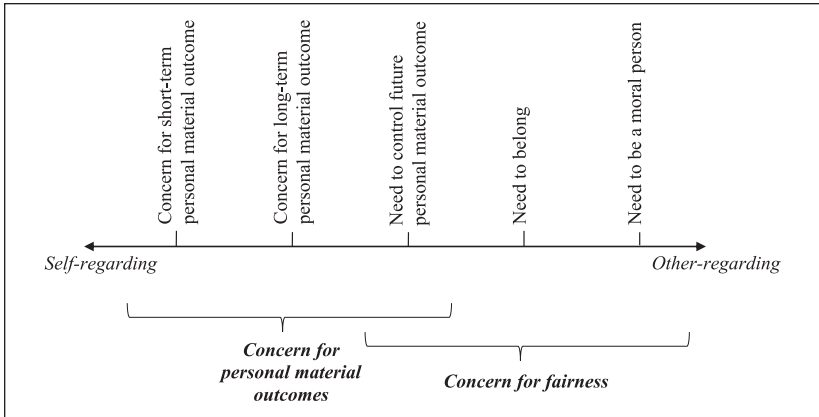 Concern for short-term
personal material outcome
Concern for long-term
personal material outcome
Need to control future
personal material outcome
Need to belong
Need to be a moral person
Self-regarding
Other-regarding
Concern for
personal material
outcomes
Concern for fairness